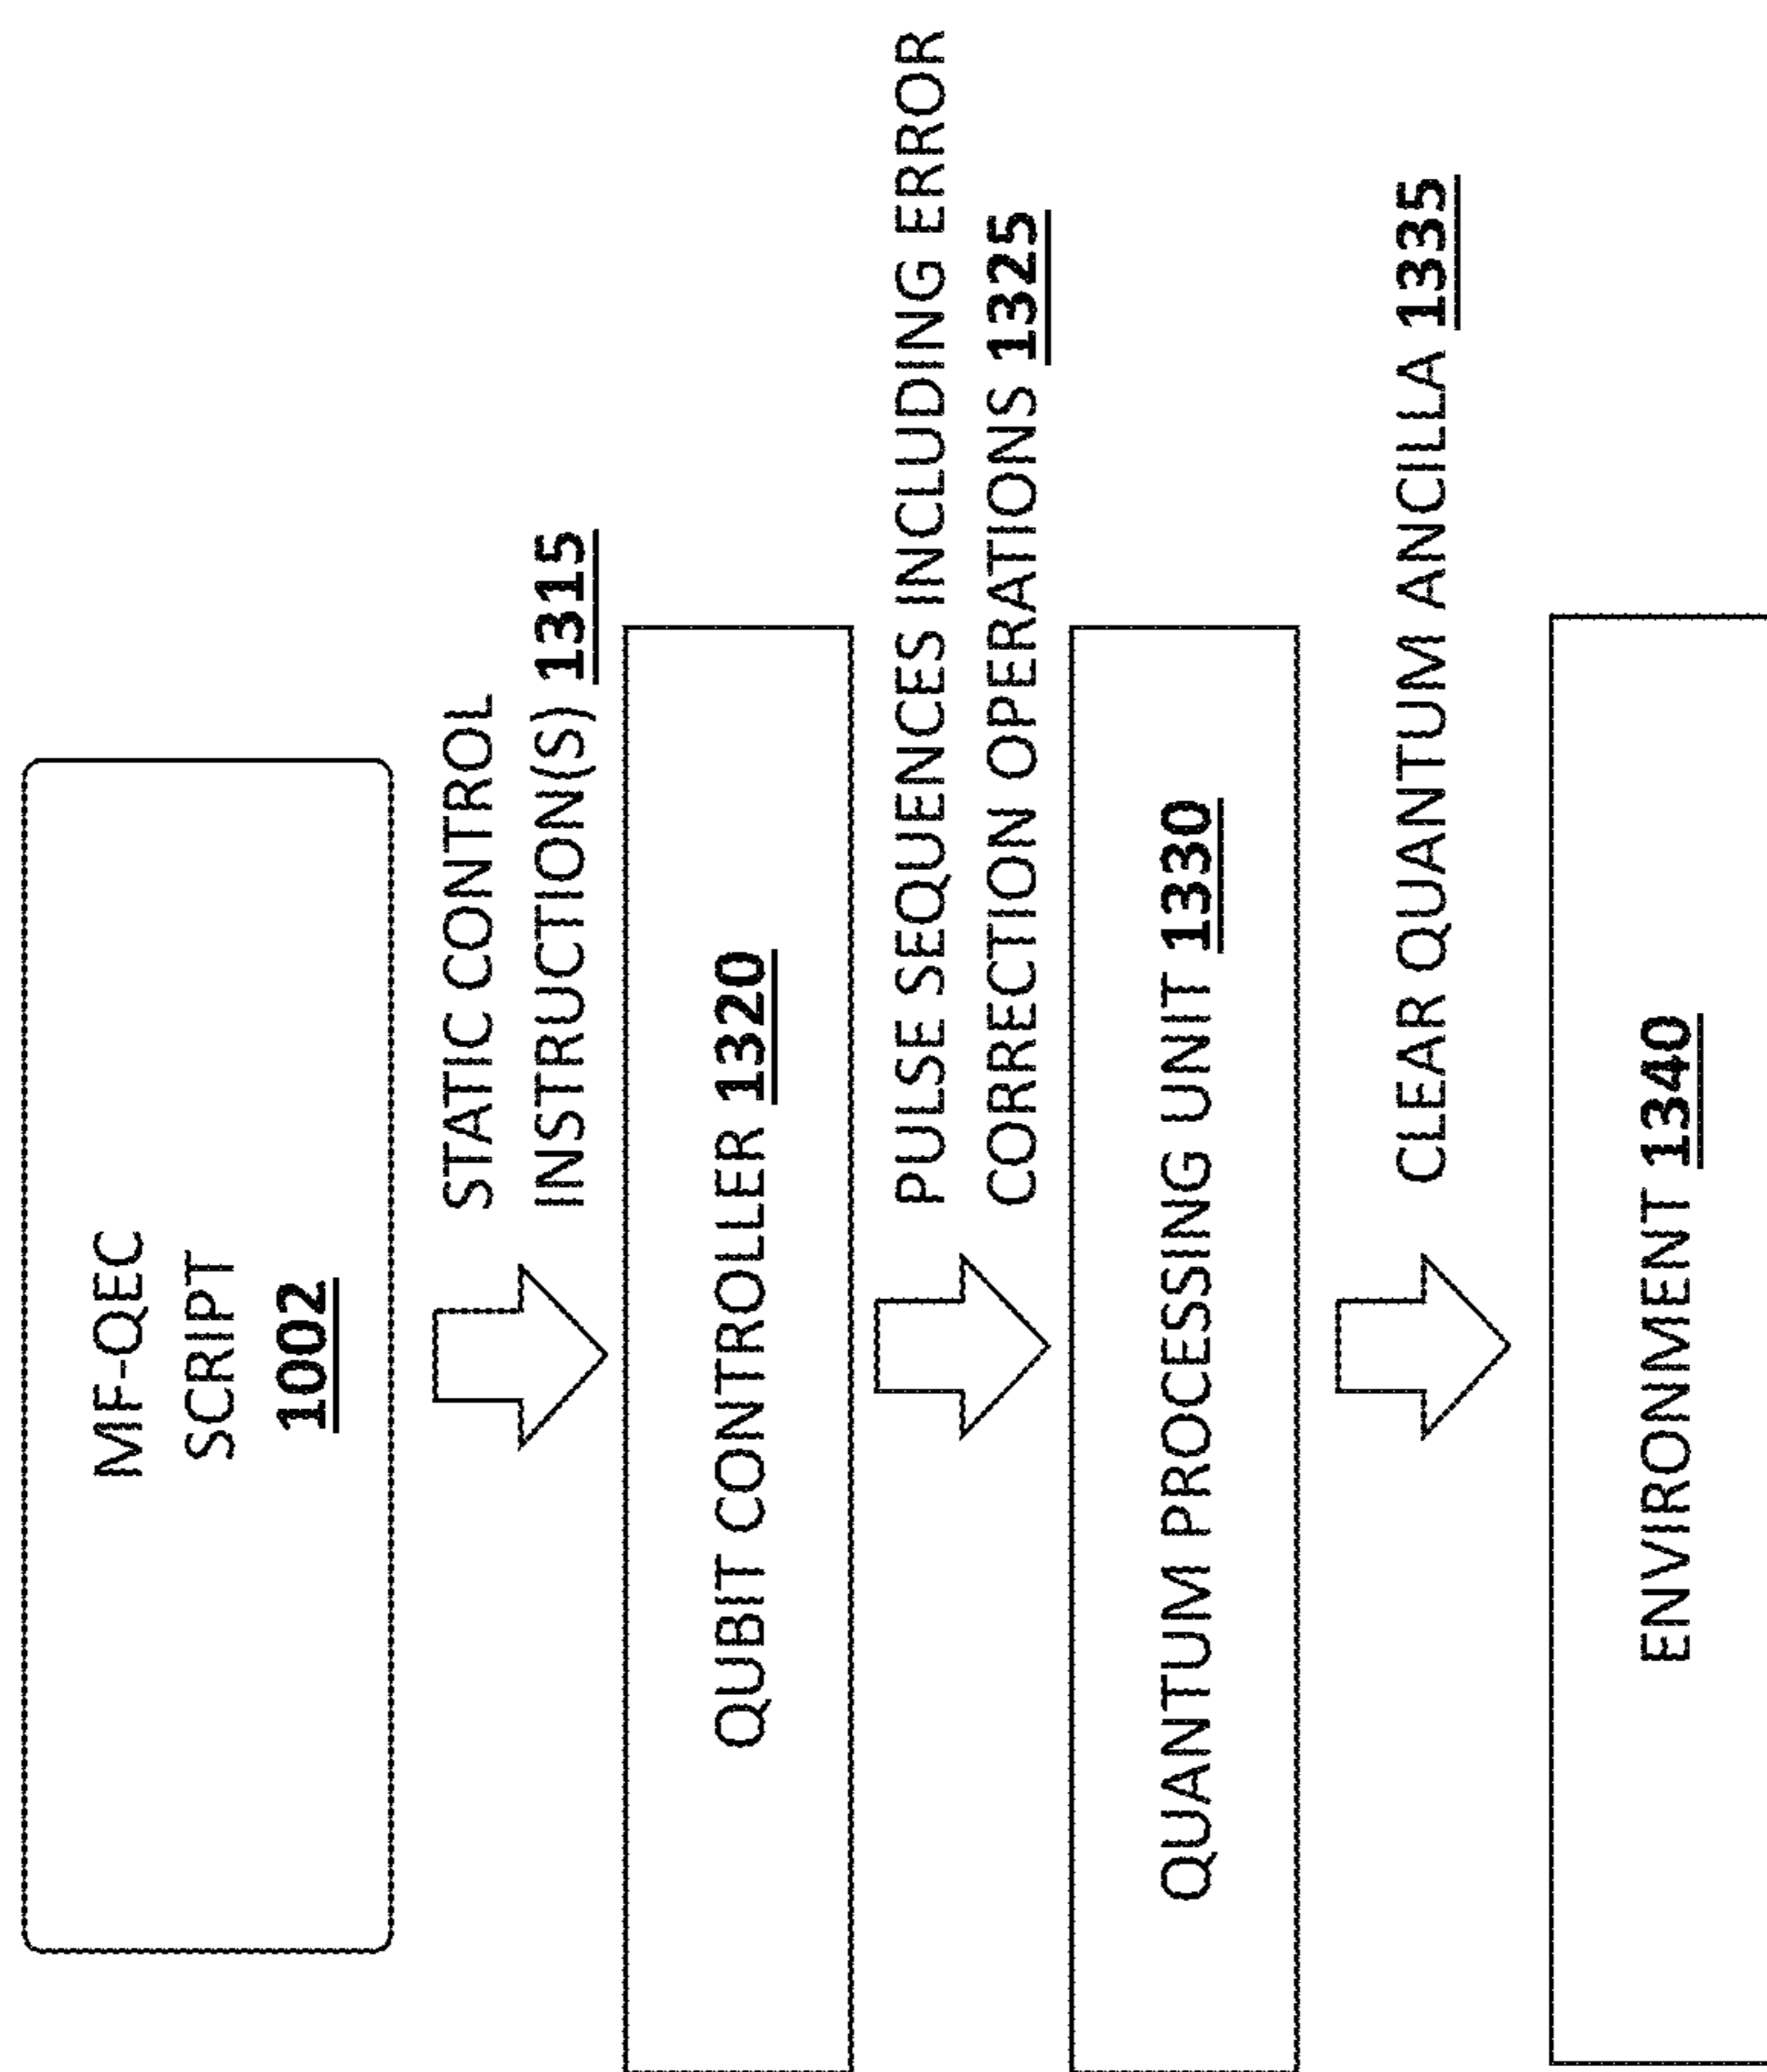 MF-QEC
SCRIPT
1002
STATIC CONTROL
INSTRUCTION(S) 1315
QUBIT CONTROLLER 1320
PULSE SEQUENCES INCLUDING ERROR
CORRECTION OPERATIONS 1325
QUANTUM PROCESSING UNIT 1330
CLEAR QUANTUM ANCILLA 1335
ENVIRONMENT 1340